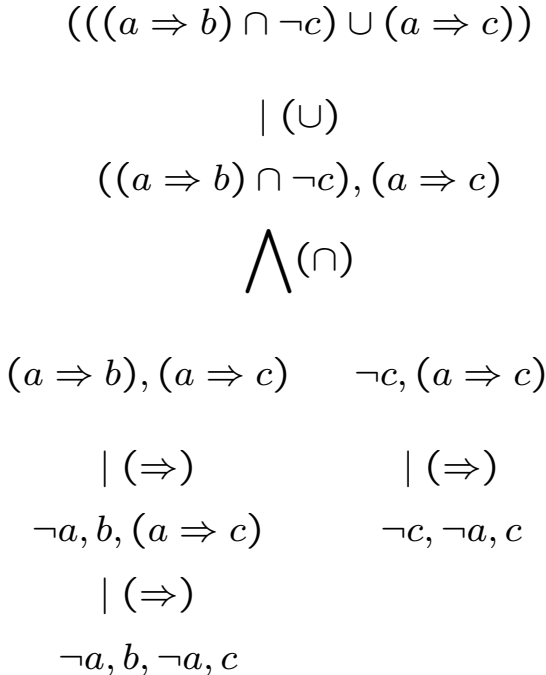 (((a ⇒ b) ∩ ¬c) ∪ (a ⇒ c))
| (∪)
((a ⇒ b) ∩ ¬c), (a ⇒ c)
⋀(∩)
(a ⇒ b), (a ⇒ c) ¬c, (a ⇒ c)
| (⇒) | (⇒)
¬a, b, (a ⇒ c) ¬c, ¬a, c
| (⇒)
¬a, b, ¬a, c